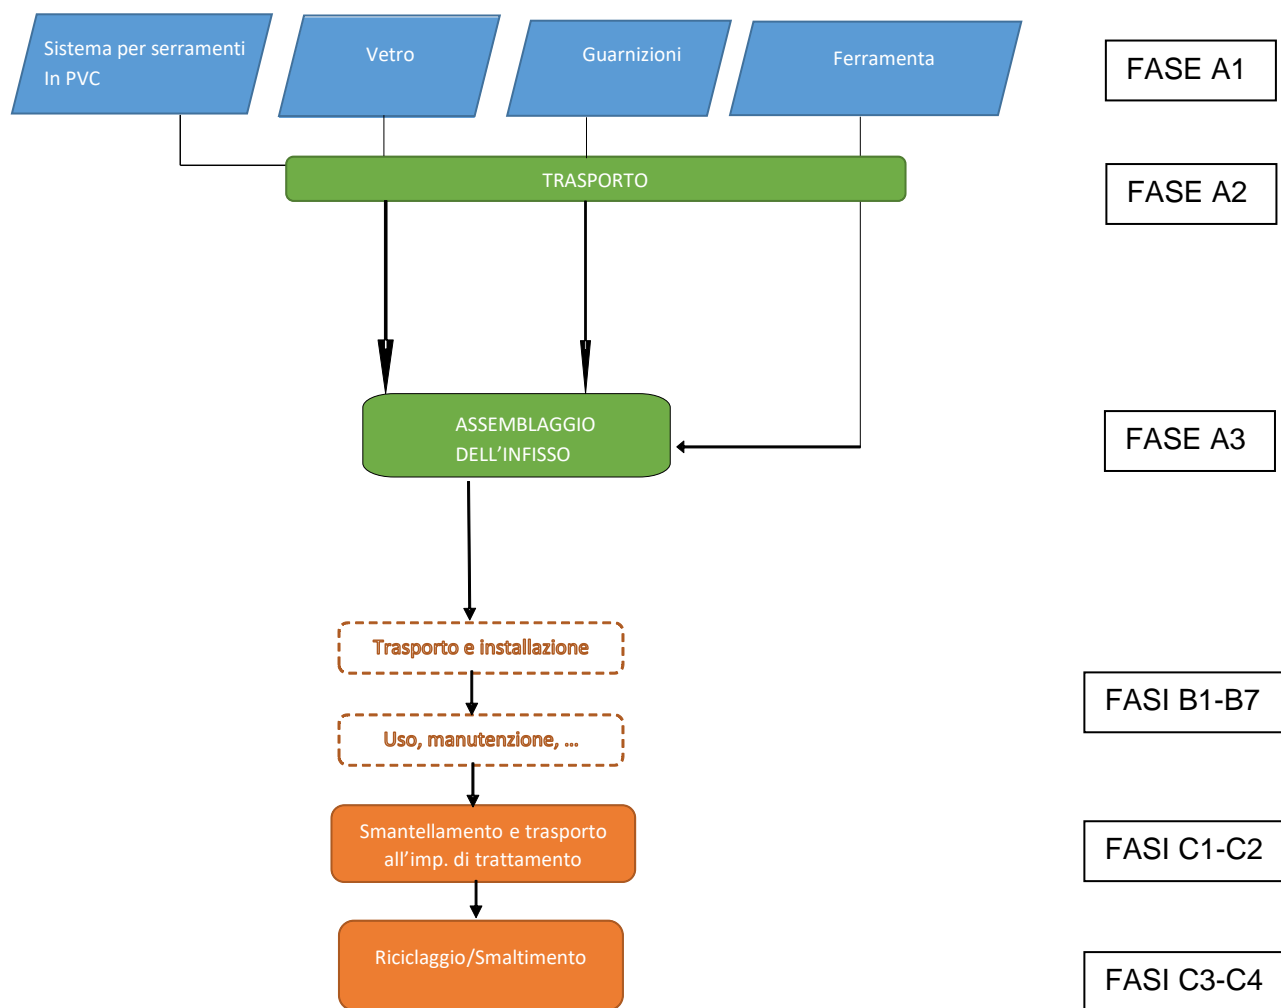 Sistema per serramenti
In PVC
Vetro
Guarnizioni
Ferramenta
FASE A1
TRASPORTO
FASE A2
ASSEMBLAGGIO
DELL’INFISSO
FASE A3
Trasporto e installazione
FASI B1-B7
Uso, manutenzione, ...
Smantellamento e trasporto
all’imp. di trattamento
FASI C1-C2
Riciclaggio/Smaltimento
FASI C3-C4